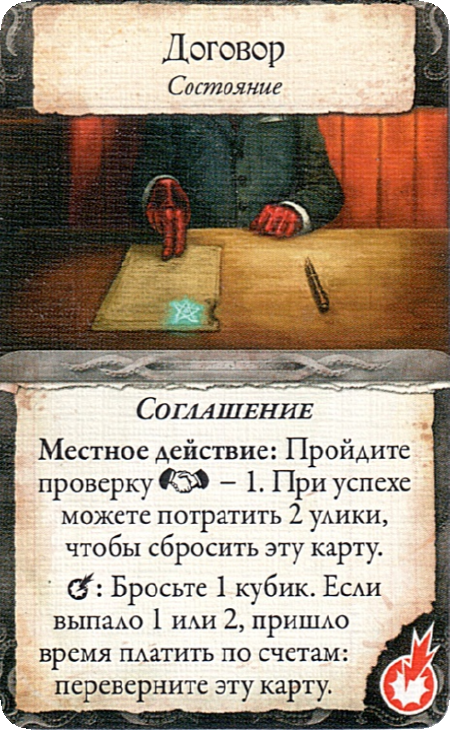 Договор
Состояние
Соглашение
Местное действие: Пройдите
проверку – 1. При успехе
можете потратить 2 улики,
чтобы сбросить эту карту.
: Бросьте 1 кубик. Если
выпало 1 или 2, пришло
время платить по счетам:
переверните эту карту.